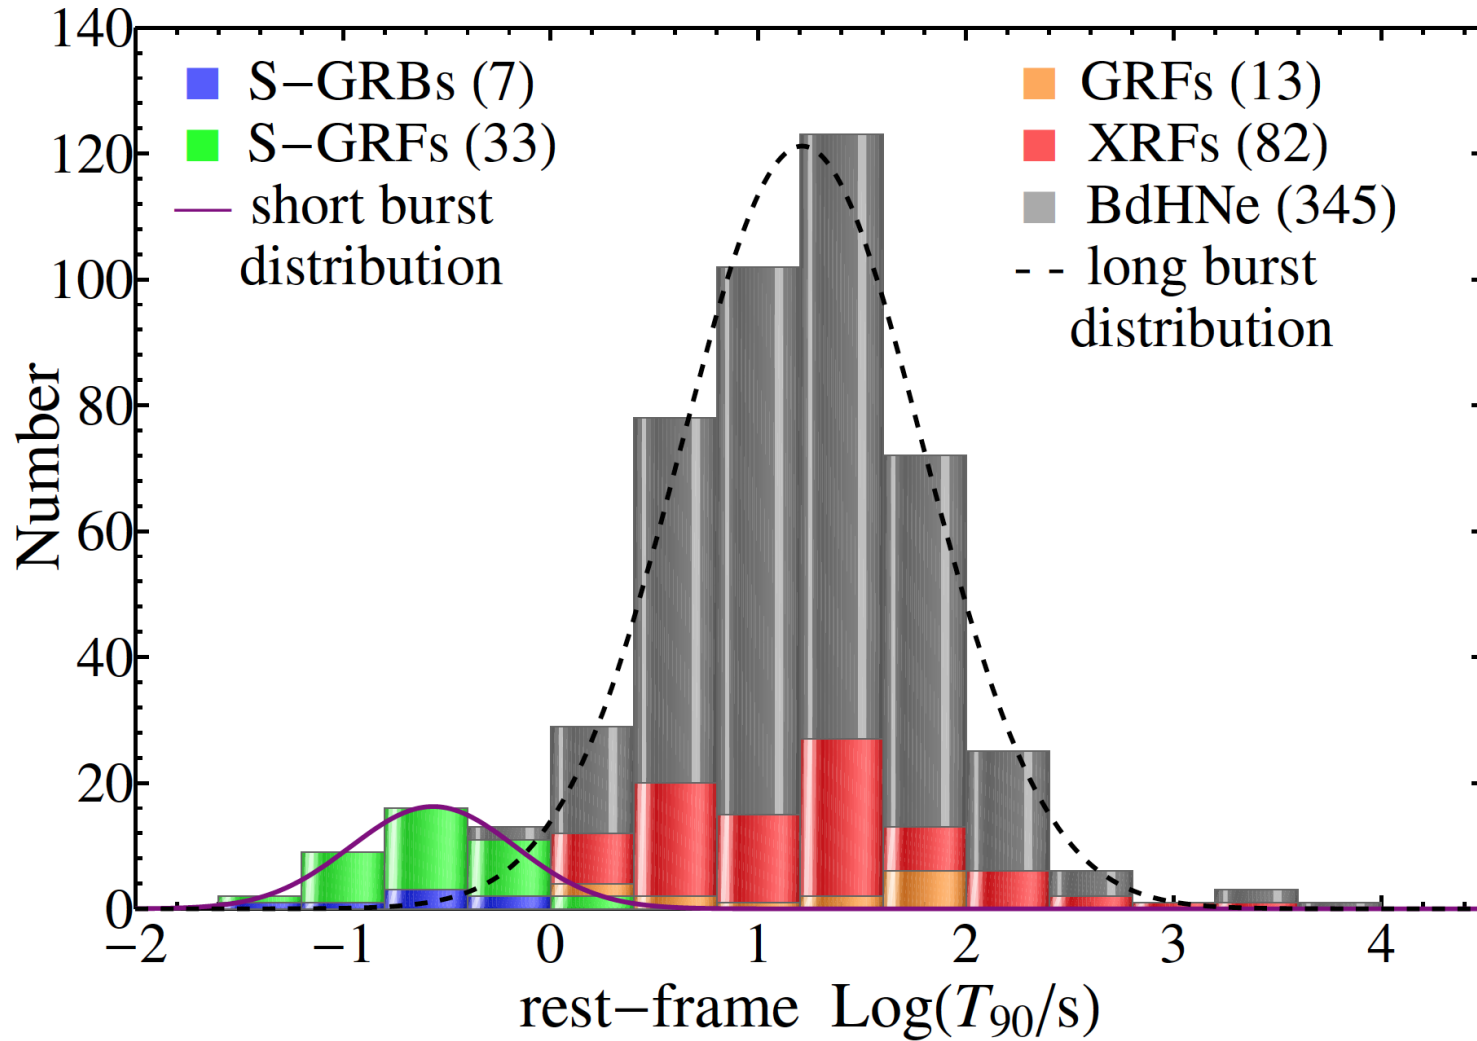 140
120
100
80
60
40
20
0
Number
S−GRBs (7)
S−GRFs (33)
short burst
distribution
GRFs (13)
XRFs (82)
BdHNe (345)
long burst
distribution
−2 −1 0 1 2 3 4
rest−frame Log(T90/s)